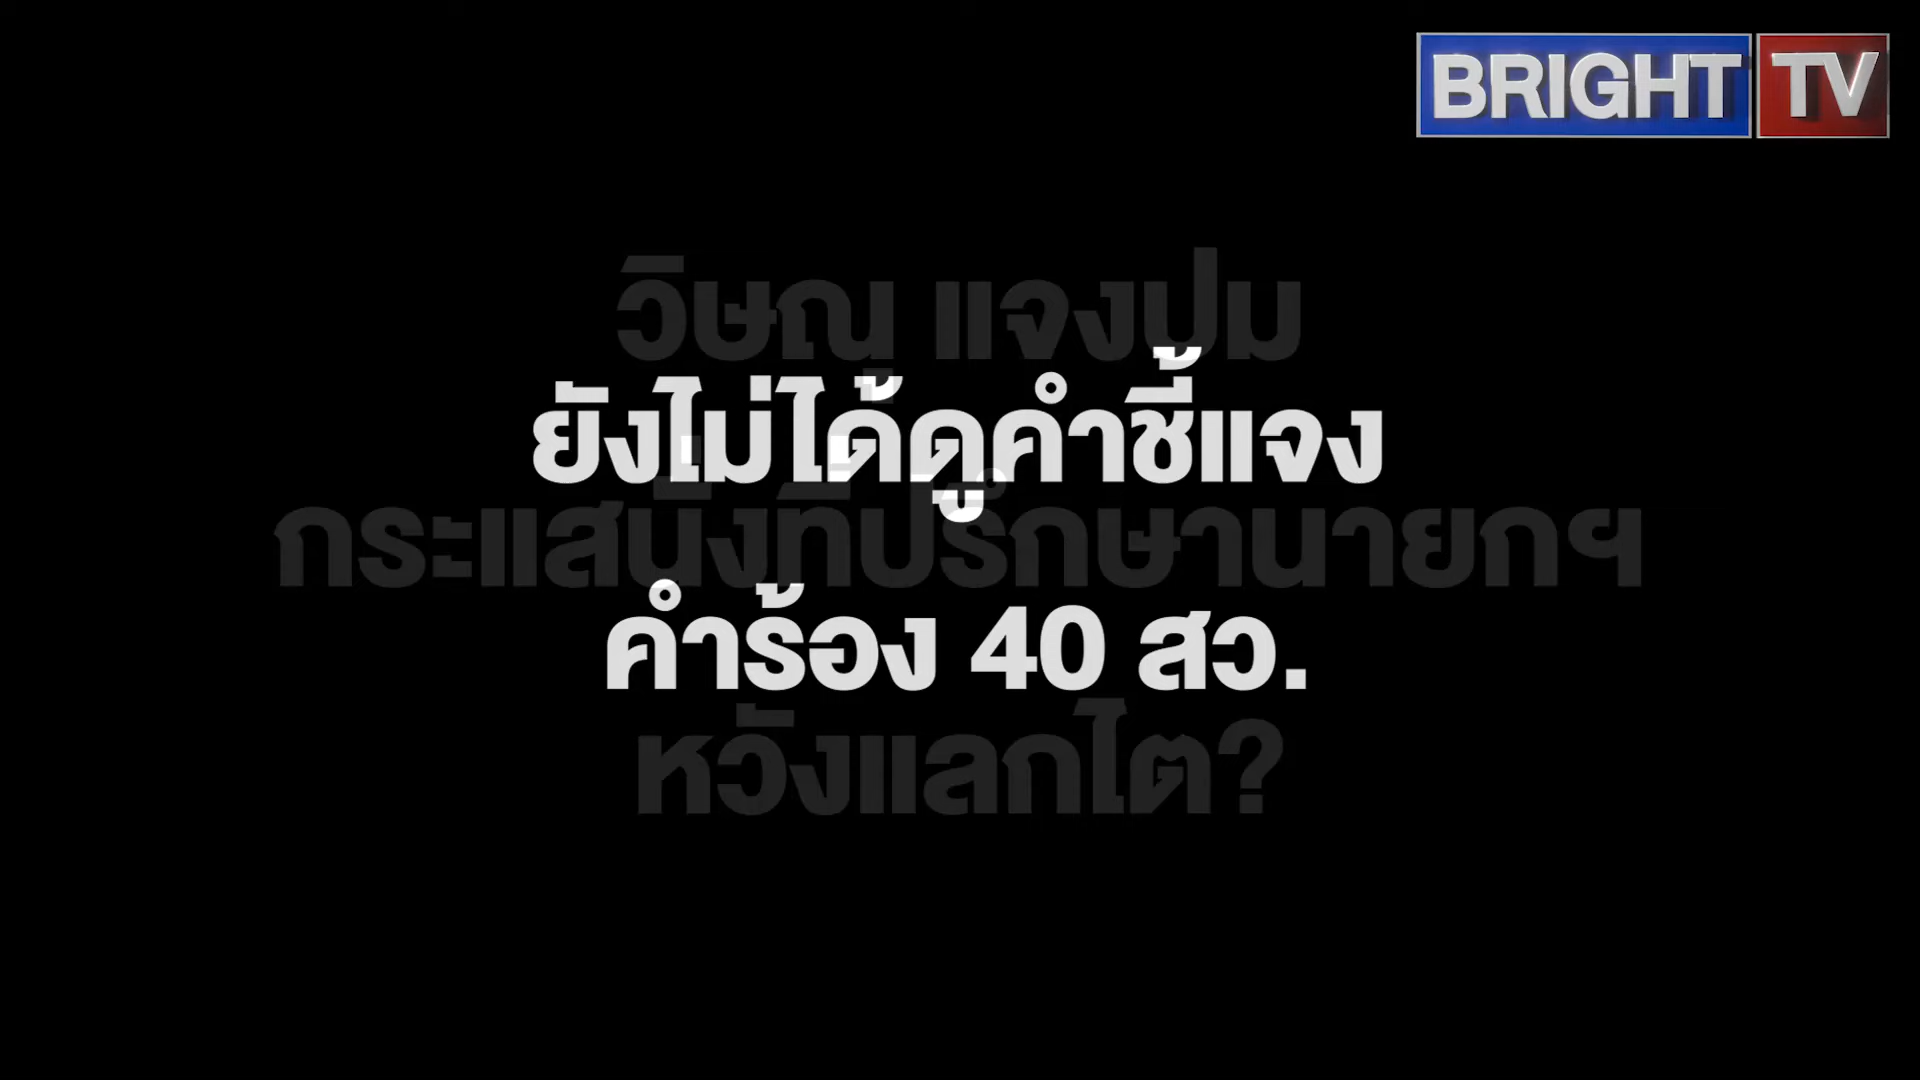 BRIGHT TV
วิษณุ แจงปม
ยังไม่ได้ดูคำชี้แจง
กระแสนั่งที่ปรึกษานายกฯ
คำร้อง 40 สว.
หวังแลกไต?